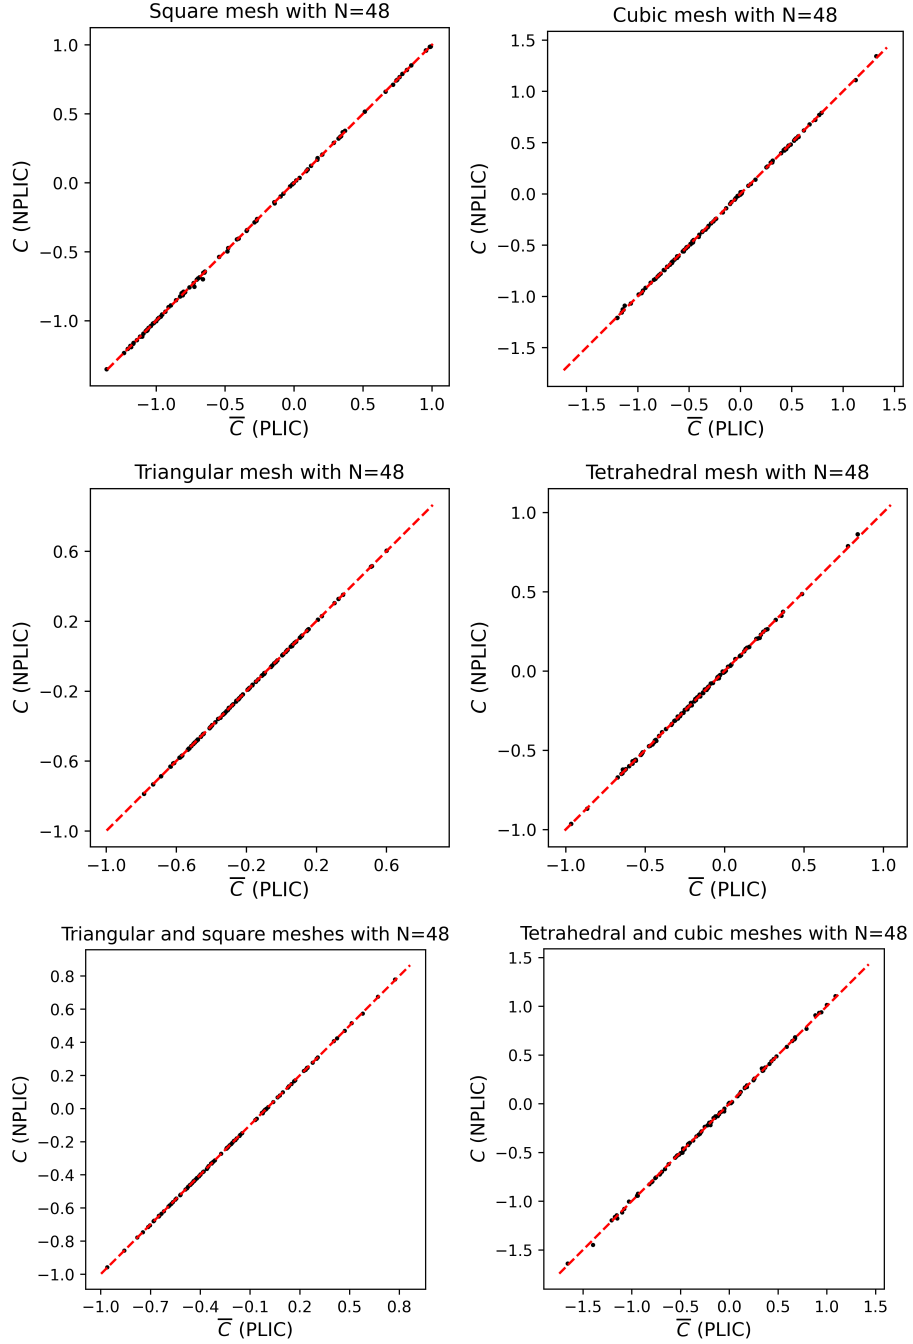 Square mesh with N=48
1.0
0.5
0.0
−0.5
−1.0
C (NPLIC)
−1.0 −0.5 0.0 0.5 1.0
C̅ (PLIC)
Cubic mesh with N=48
1.5
1.0
0.5
0.0
−0.5
−1.0
−1.5
C (NPLIC)
−1.5 −1.0 −0.5 0.0 0.5 1.0 1.5
C̅ (PLIC)
Triangular mesh with N=48
0.6
0.2
−0.2
−0.6
−1.0
C (NPLIC)
−1.0 −0.6 −0.2 0.2 0.6
C̅ (PLIC)
Tetrahedral mesh with N=48
1.0
0.5
0.0
−0.5
−1.0
C (NPLIC)
−1.0 −0.5 0.0 0.5 1.0
C̅ (PLIC)
Triangular and square meshes with N=48
0.8
0.6
0.4
0.2
0.0
−0.2
−0.4
−0.6
−0.8
−1.0
C (NPLIC)
−1.0 −0.7 −0.4 −0.1 0.2 0.5 0.8
C̅ (PLIC)
Tetrahedral and cubic meshes with N=48
1.5
1.0
0.5
0.0
−0.5
−1.0
−1.5
C (NPLIC)
−1.5 −1.0 −0.5 0.0 0.5 1.0 1.5
C̅ (PLIC)